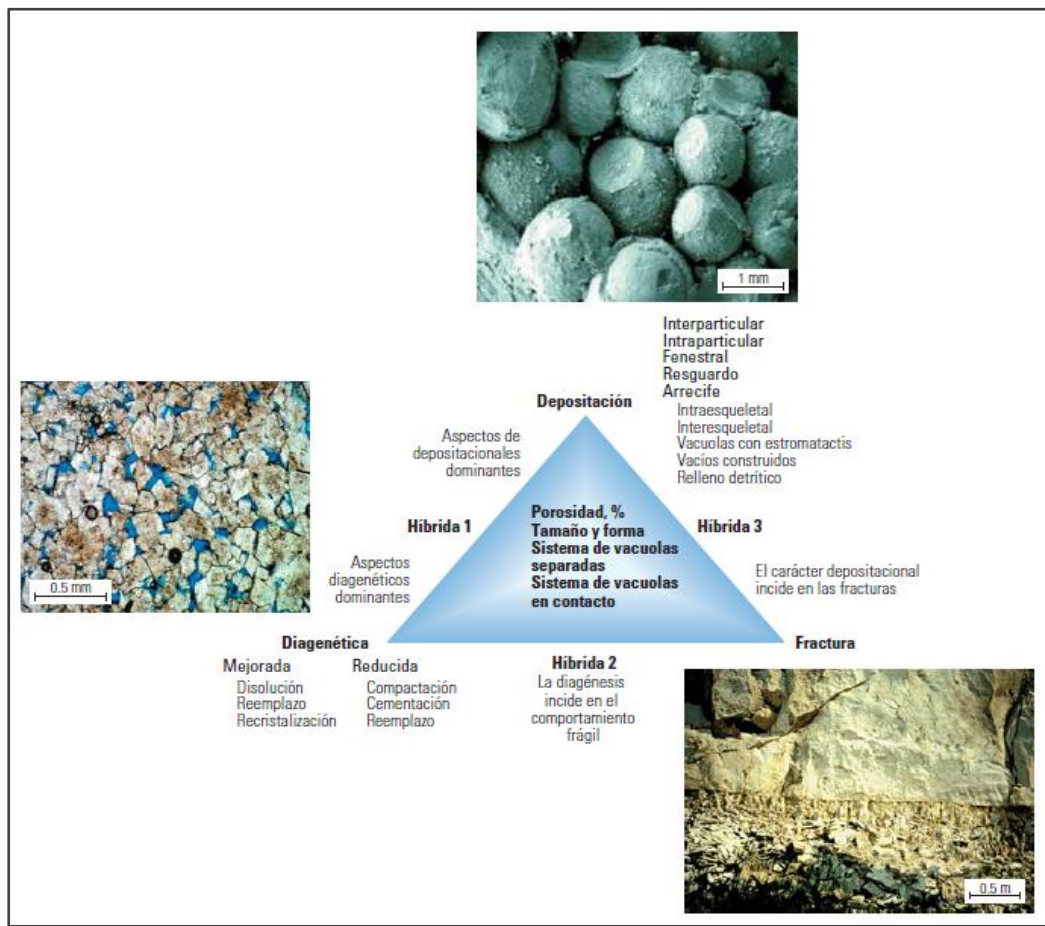 1 mm
Interparticular
Intraparticular
Fenestral
Resguardo
Arrecife
Intraesqueletal
Interesqueletal
Vacuolas con estromatactis
Vacíos construidos
Relleno detrítico
Depositación
Aspectos de
depositacionales
dominantes
Híbrida 1
Aspectos
diagenéticos
dominantes
0.5 mm
Porosidad, %
Tamaño y forma
Sistema de vacuolas
separadas
Sistema de vacuolas
en contacto
Híbrida 3
El carácter depositacional
incide en las fracturas
Diagenética
Mejorada
Disolución
Reemplazo
Recristalización
Reducida
Compactación
Cementación
Reemplazo
Híbrida 2
La diagénesis
incide en el
comportamiento
frágil
Fractura
0.5 m